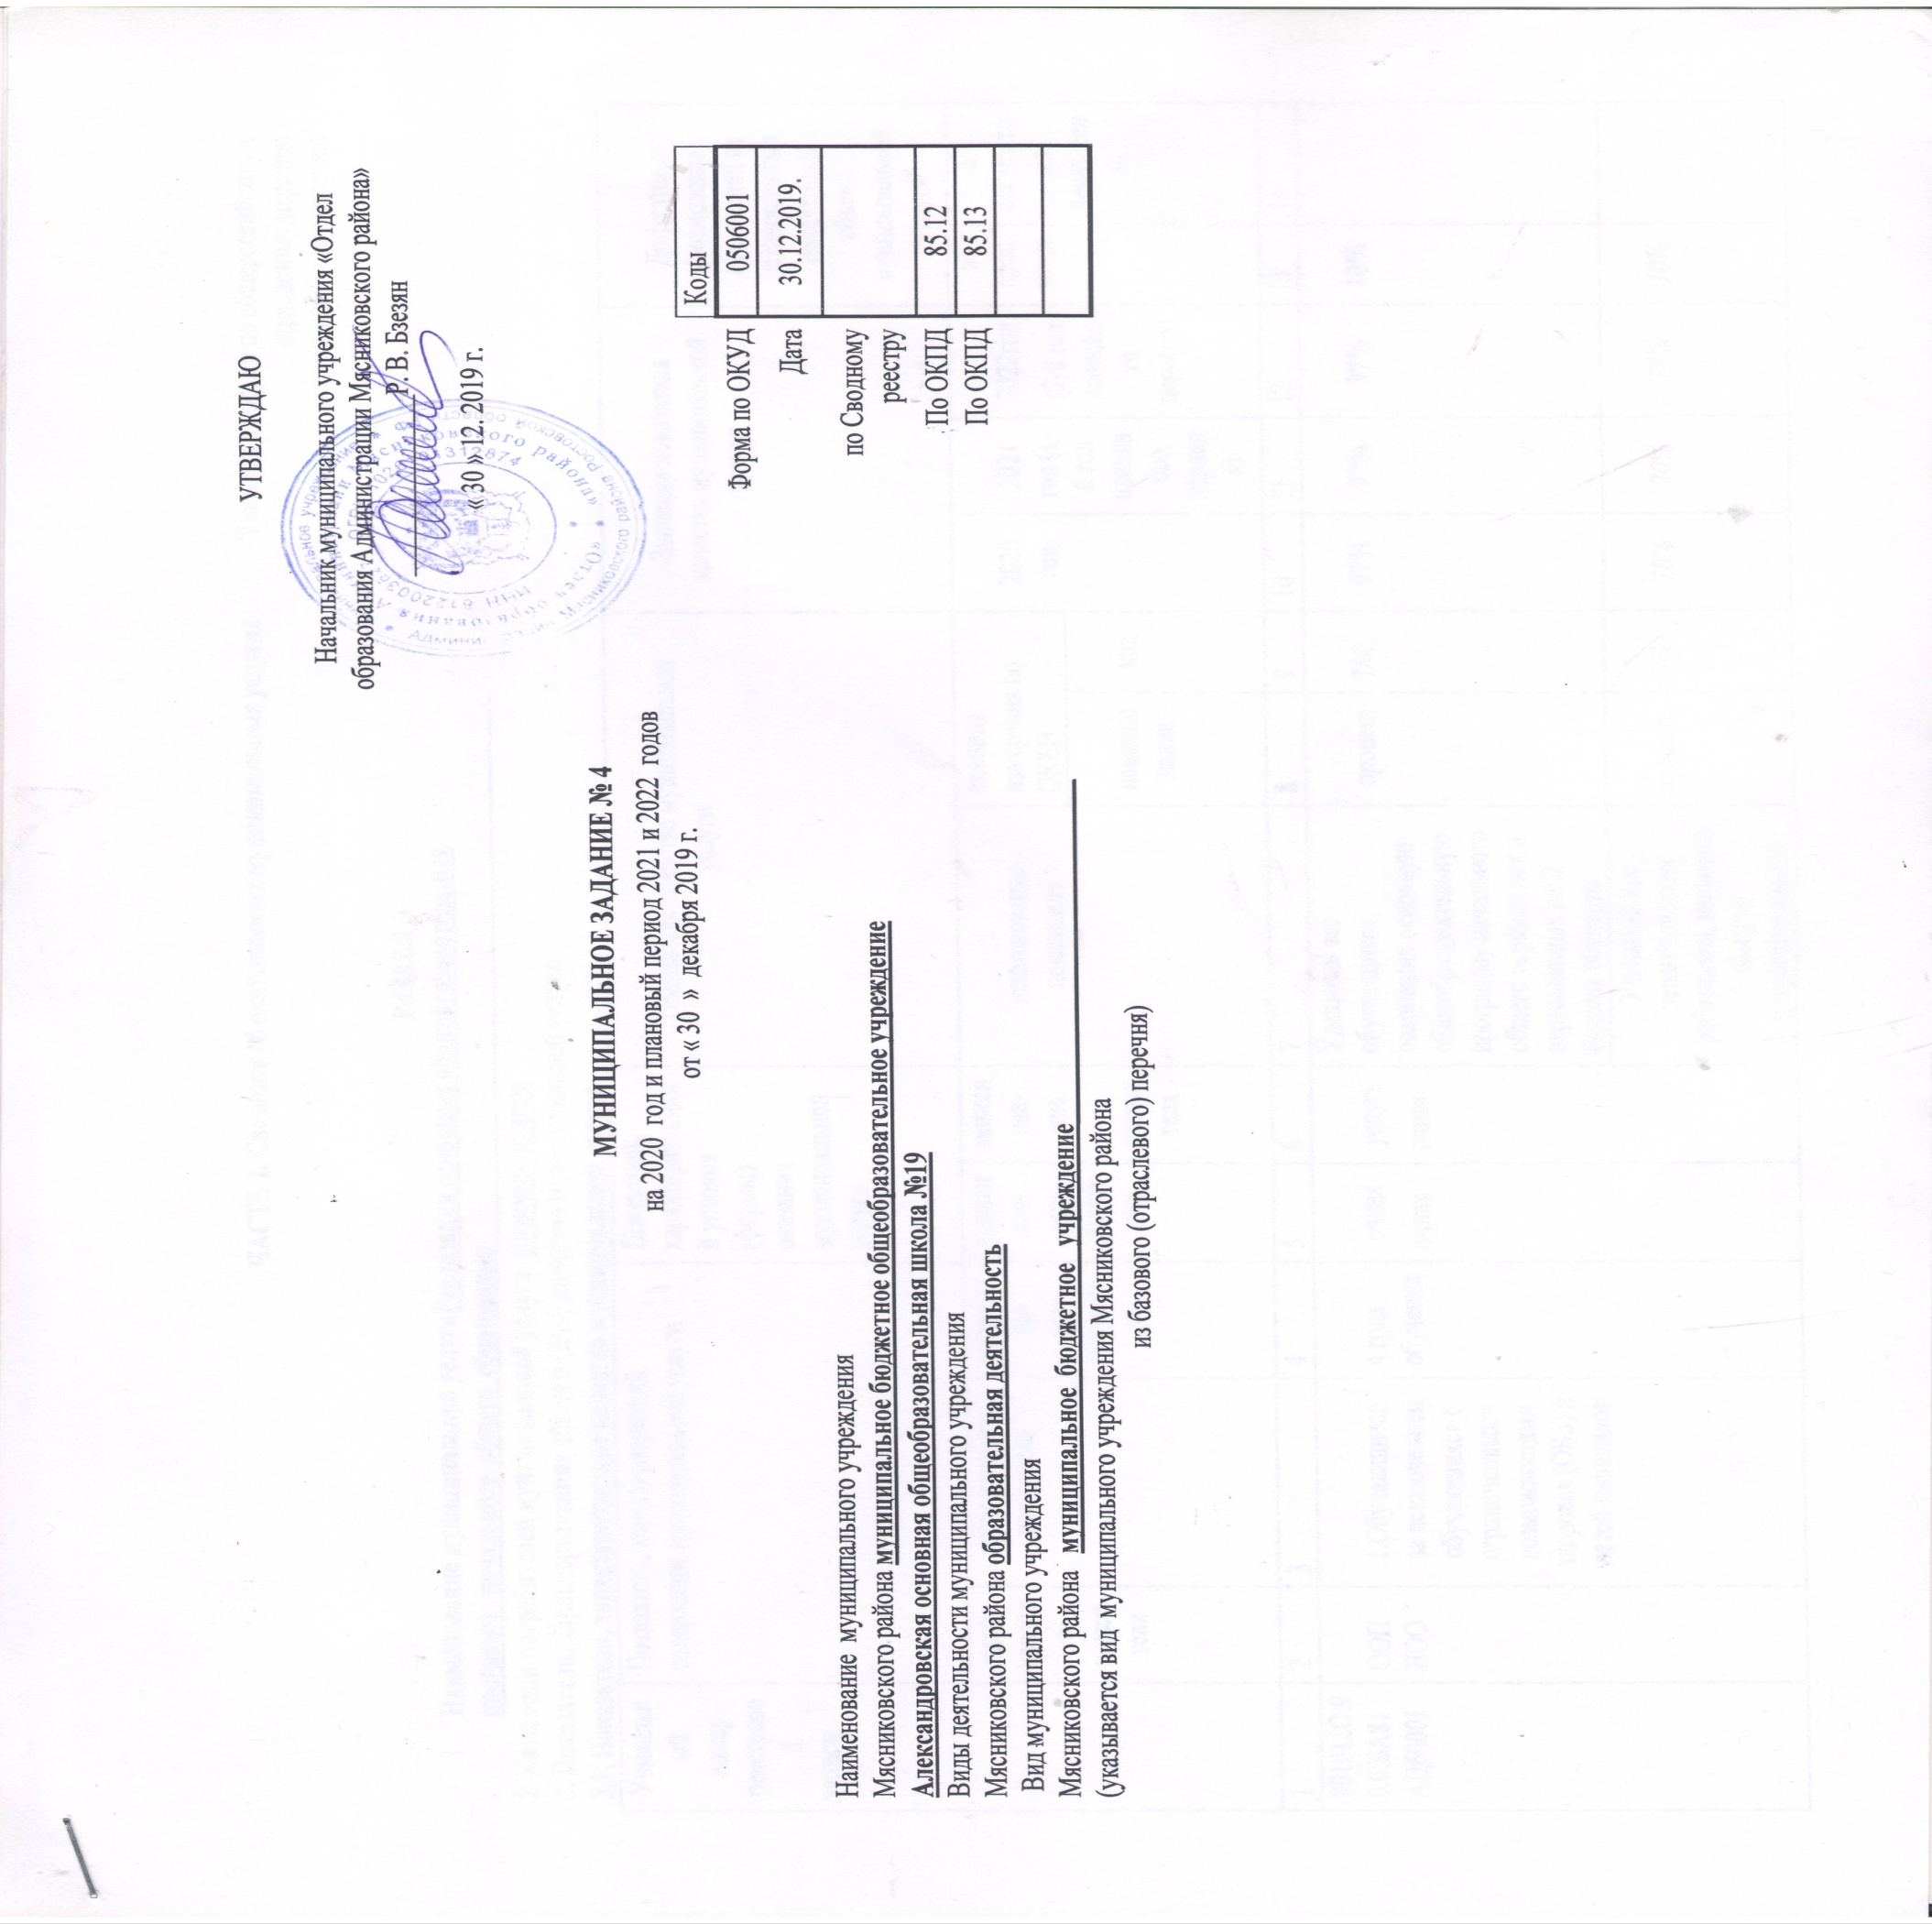 УТВЕРЖДАЮ
Начальник муниципального учреждения «Отдел
образования Администрации Мясниковского района»
Р. В. Бзезян
« 30 » 12. 2019 г.
МУНИЦИПАЛЬНОЕ ЗАДАНИЕ № 4
на 2020 год и плановый период 2021 и 2022 годов
от « 30 » декабря 2019 г.
Коды
Форма по ОКУД 0506001
Дата 30.12.2019.
по Сводному
реестру
По ОКПД 85.12
По ОКПД 85.13
Наименование муниципального учреждения
Мясниковского района муниципальное бюджетное общеобразовательное учреждение
Александровская основная общеобразовательная школа №19
Виды деятельности муниципального учреждения
Мясниковского района образовательная деятельность
Вид муниципального учреждения
Мясниковского района муниципальное бюджетное учреждение
(указывается вид муниципального учреждения Мясниковского района
из базового (отраслевого) перечня)